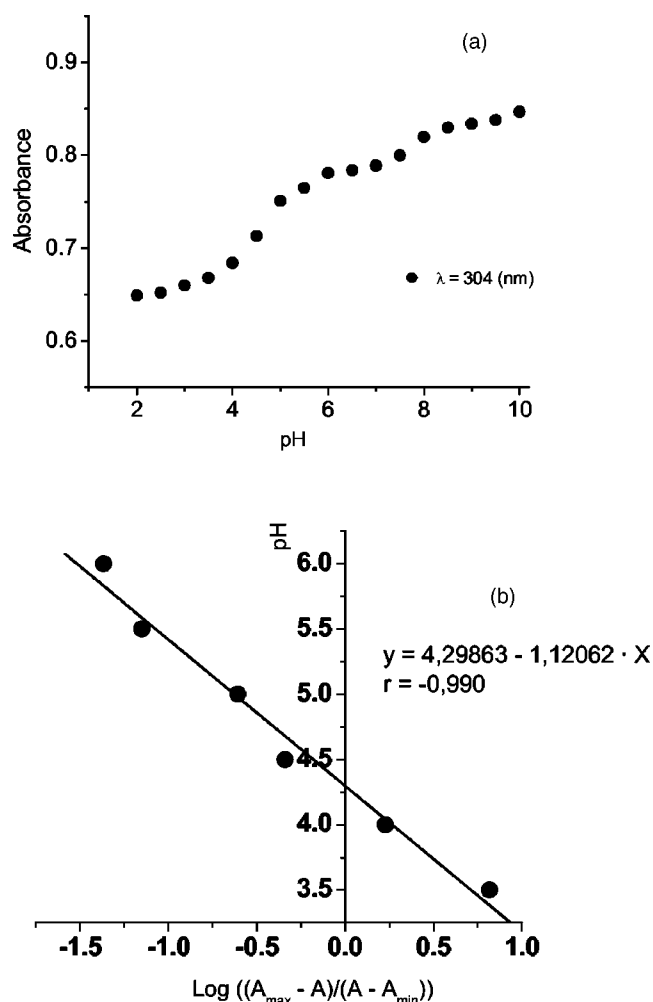 (a)
0.9
0.8
0.7
0.6
Absorbance
λ = 304 (nm)
2 4 6 8 10
pH
pH
6.0
5.5
5.0
4.5
4.0
3.5
(b)
y = 4,29863 - 1,12062 · X
r = -0,990
-1.5 -1.0 -0.5 0.0 0.5 1.0
Log ((Amax - A)/(A - Amin))